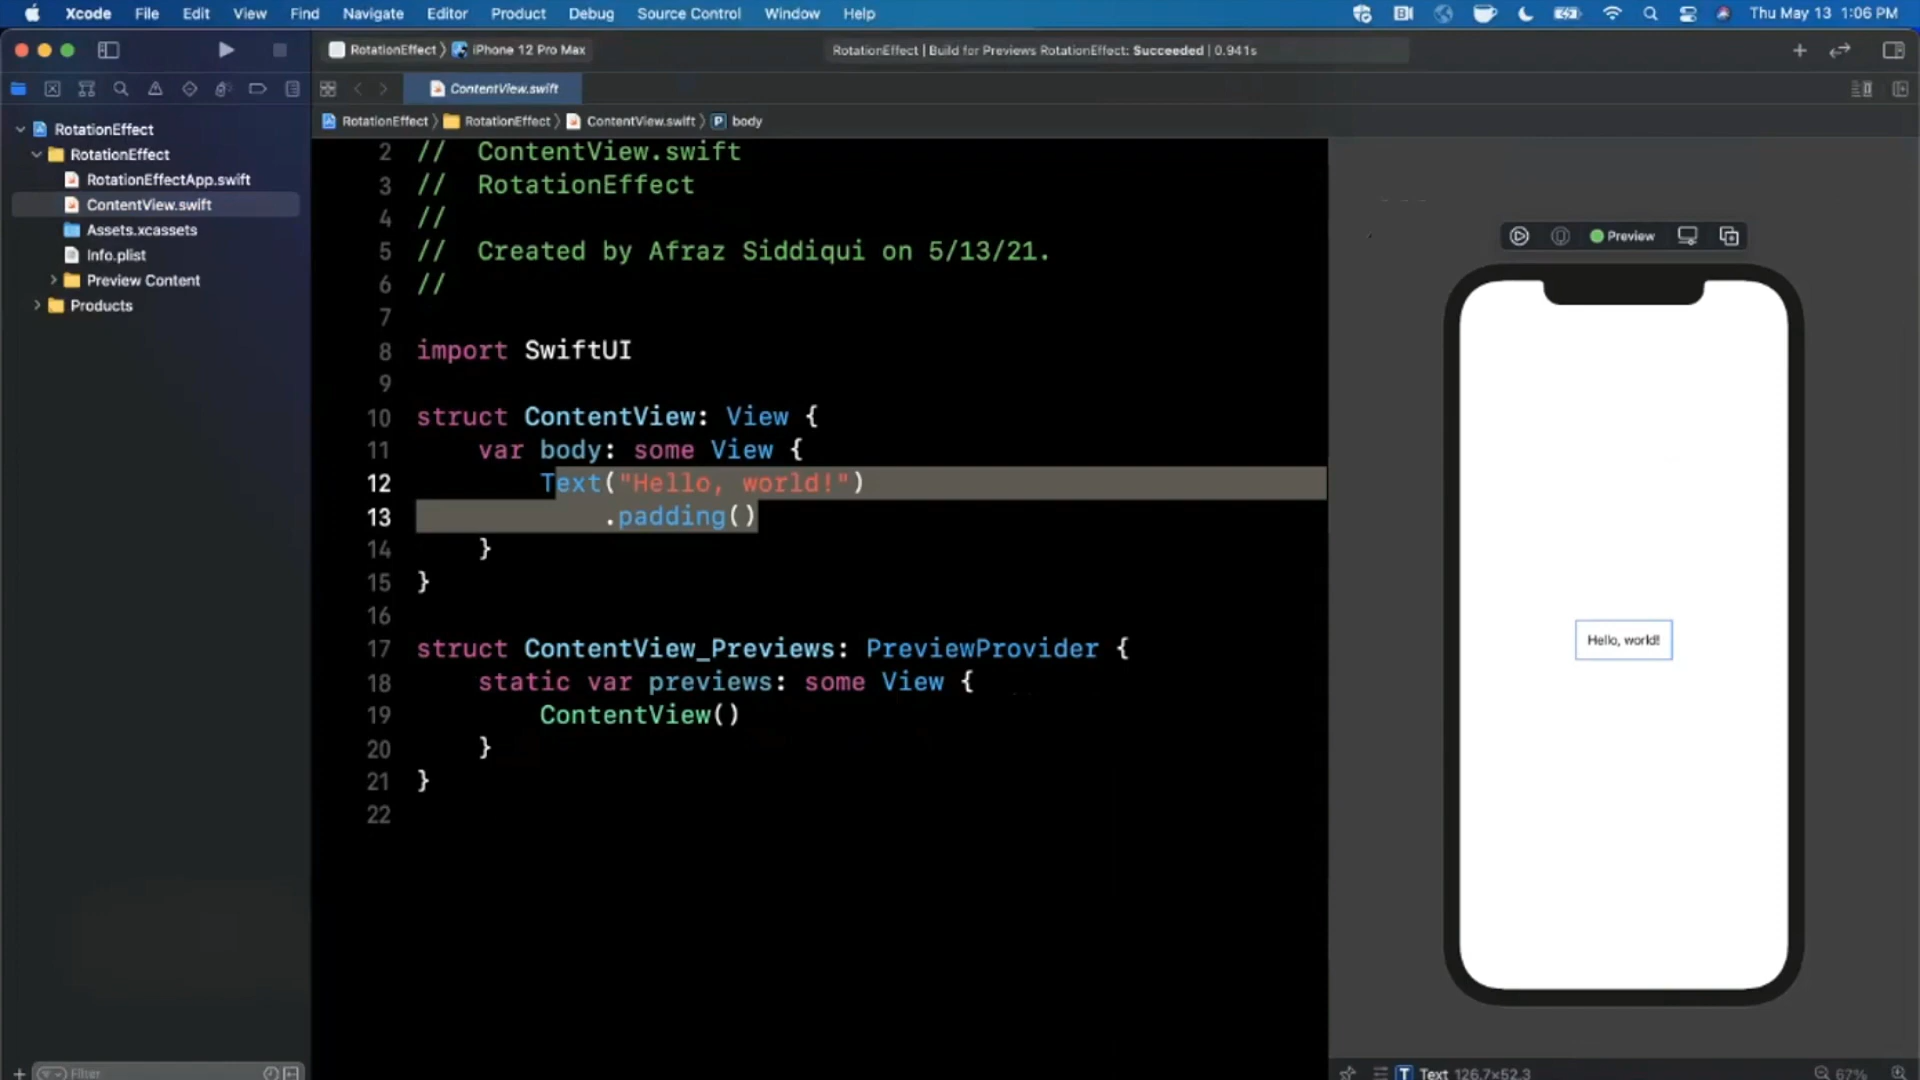 Xcode File Edit View Find Navigate Editor Product Debug Source Control Window Help Thu May 13 1:06 PM
RotationEffect iPhone 12 Pro Max RotationEffect | Build for Previews RotationEffect: Succeeded | 0.941s
ContentView.swift
RotationEffect RotationEffect ContentView.swift P body
RotationEffect
RotationEffect
RotationEffectApp.swift
ContentView.swift
Assets.xcassets
Info.plist
Preview Content
Products
Filter
2 // ContentView.swift
3 // RotationEffect
4 //
5 // Created by Afraz Siddiqui on 5/13/21.
6 //
7
8 import SwiftUI
9
10 struct ContentView: View {
11 var body: some View {
12 Text("Hello, world!")
13 .padding()
14 }
15 }
16
17 struct ContentView_Previews: PreviewProvider {
18 static var previews: some View {
19 ContentView()
20 }
21 }
22
Preview
Hello, world!
T Text 126.7×52.3 67%